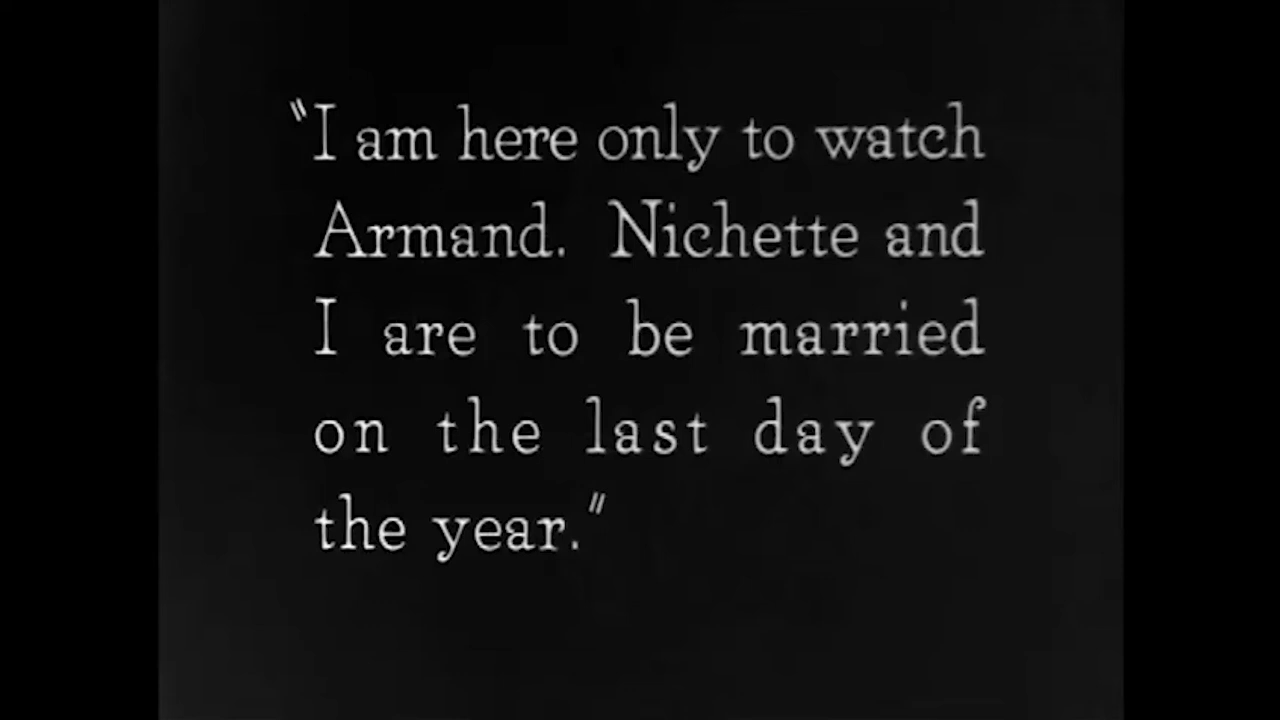 "I am here only to watch
Armand. Nichette and
I are to be married
on the last day of
the year."